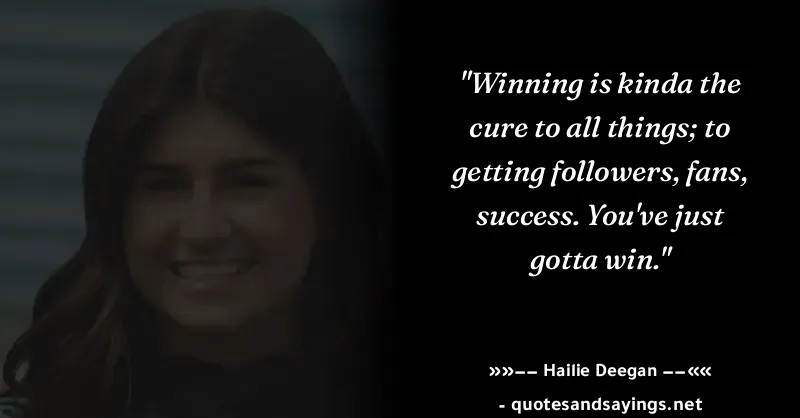 "Winning is kinda the
cure to all things; to
getting followers, fans,
success. You've just
gotta win."
»»–– Hailie Deegan ––««
- quotesandsayings.net